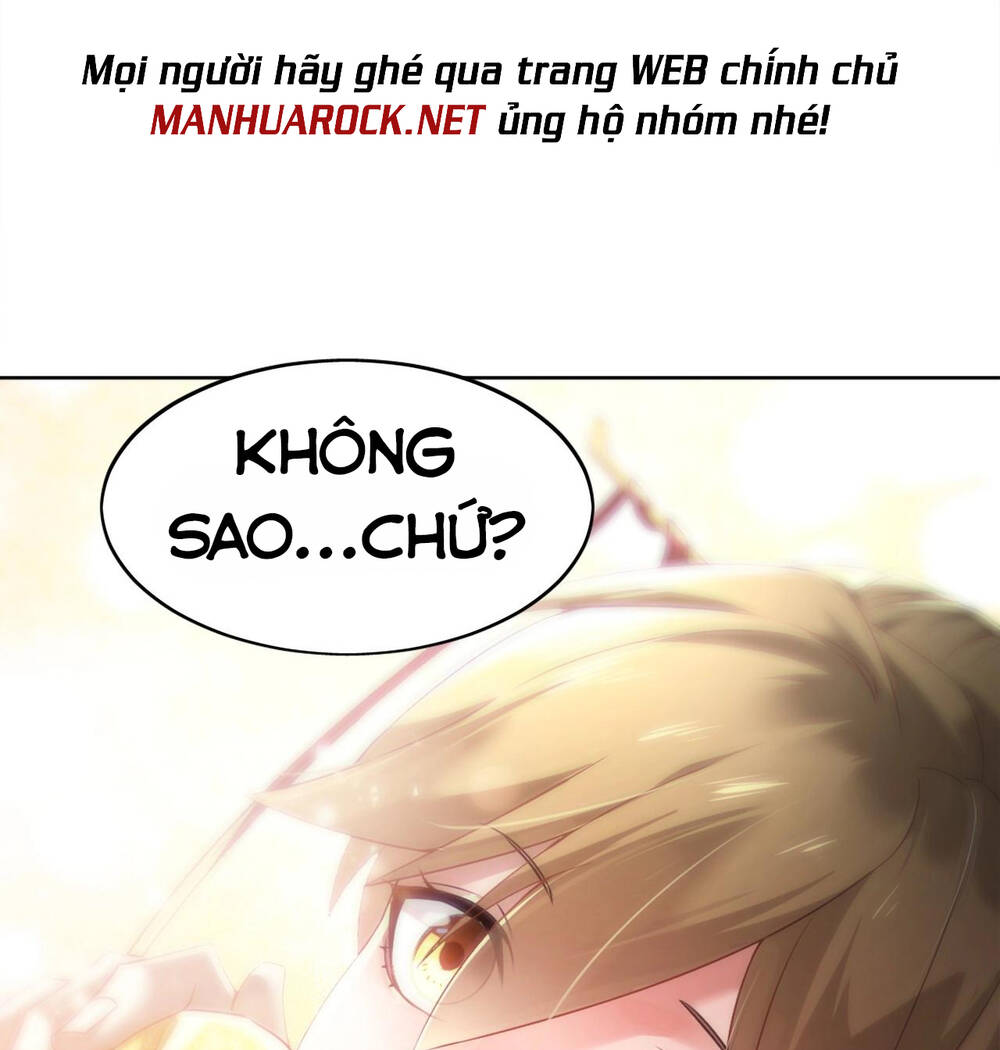 Mọi người hãy ghé qua trang WEB chính chủ
MANHUAROCK.NET ủng hộ nhóm nhé!
KHÔNG
SAO...CHỨ?